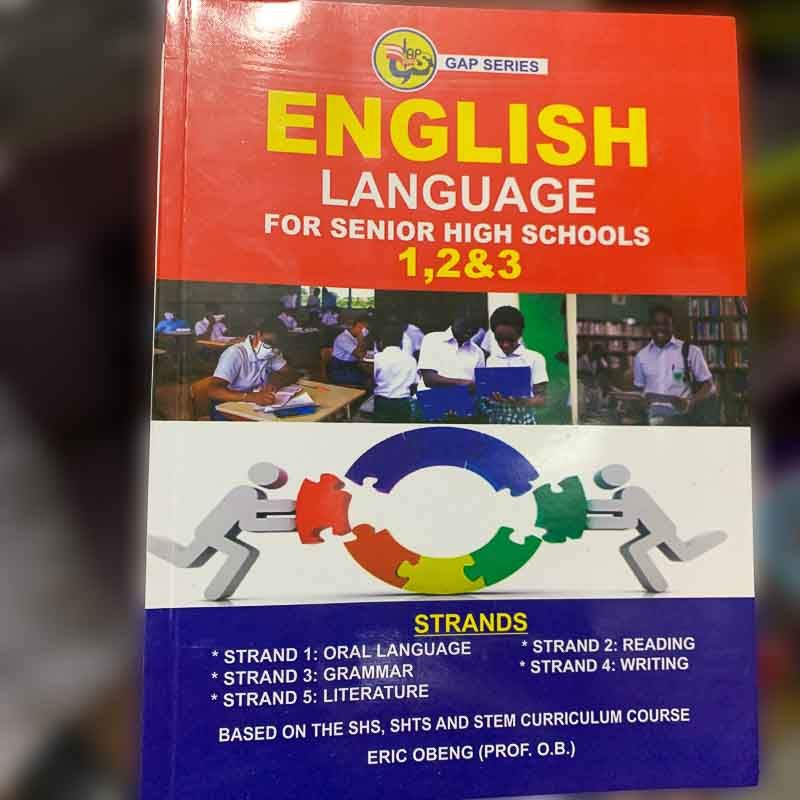 GAP SERIES
ENGLISH
LANGUAGE
FOR SENIOR HIGH SCHOOLS
1,2&3
STRANDS
* STRAND 1: ORAL LANGUAGE * STRAND 2: READING
* STRAND 3: GRAMMAR * STRAND 4: WRITING
* STRAND 5: LITERATURE
BASED ON THE SHS, SHTS AND STEM CURRICULUM COURSE
ERIC OBENG (PROF. O.B.)